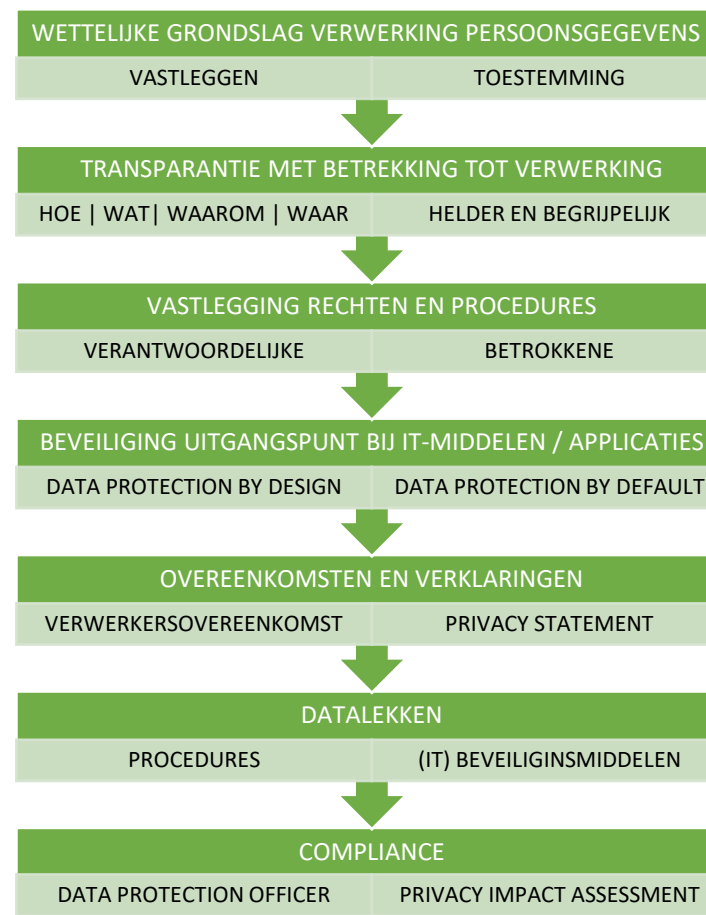 WETTELIJKE GRONDSLAG VERWERKING PERSOONSGEGEVENS
VASTLEGGEN
TOESTEMMING
TRANSPARANTIE MET BETREKKING TOT VERWERKING
HOE | WAT| WAAROM | WAAR
HELDER EN BEGRIJPELIJK
VASTLEGGING RECHTEN EN PROCEDURES
VERANTWOORDELIJKE
BETROKKENE
BEVEILIGING UITGANGSPUNT BIJ IT-MIDDELEN / APPLICATIES
DATA PROTECTION BY DESIGN
DATA PROTECTION BY DEFAULT
OVEREENKOMSTEN EN VERKLARINGEN
VERWERKERSOVEREENKOMST
PRIVACY STATEMENT
DATALEKKEN
PROCEDURES
(IT) BEVEILIGINSMIDDELEN
COMPLIANCE
DATA PROTECTION OFFICER
PRIVACY IMPACT ASSESSMENT